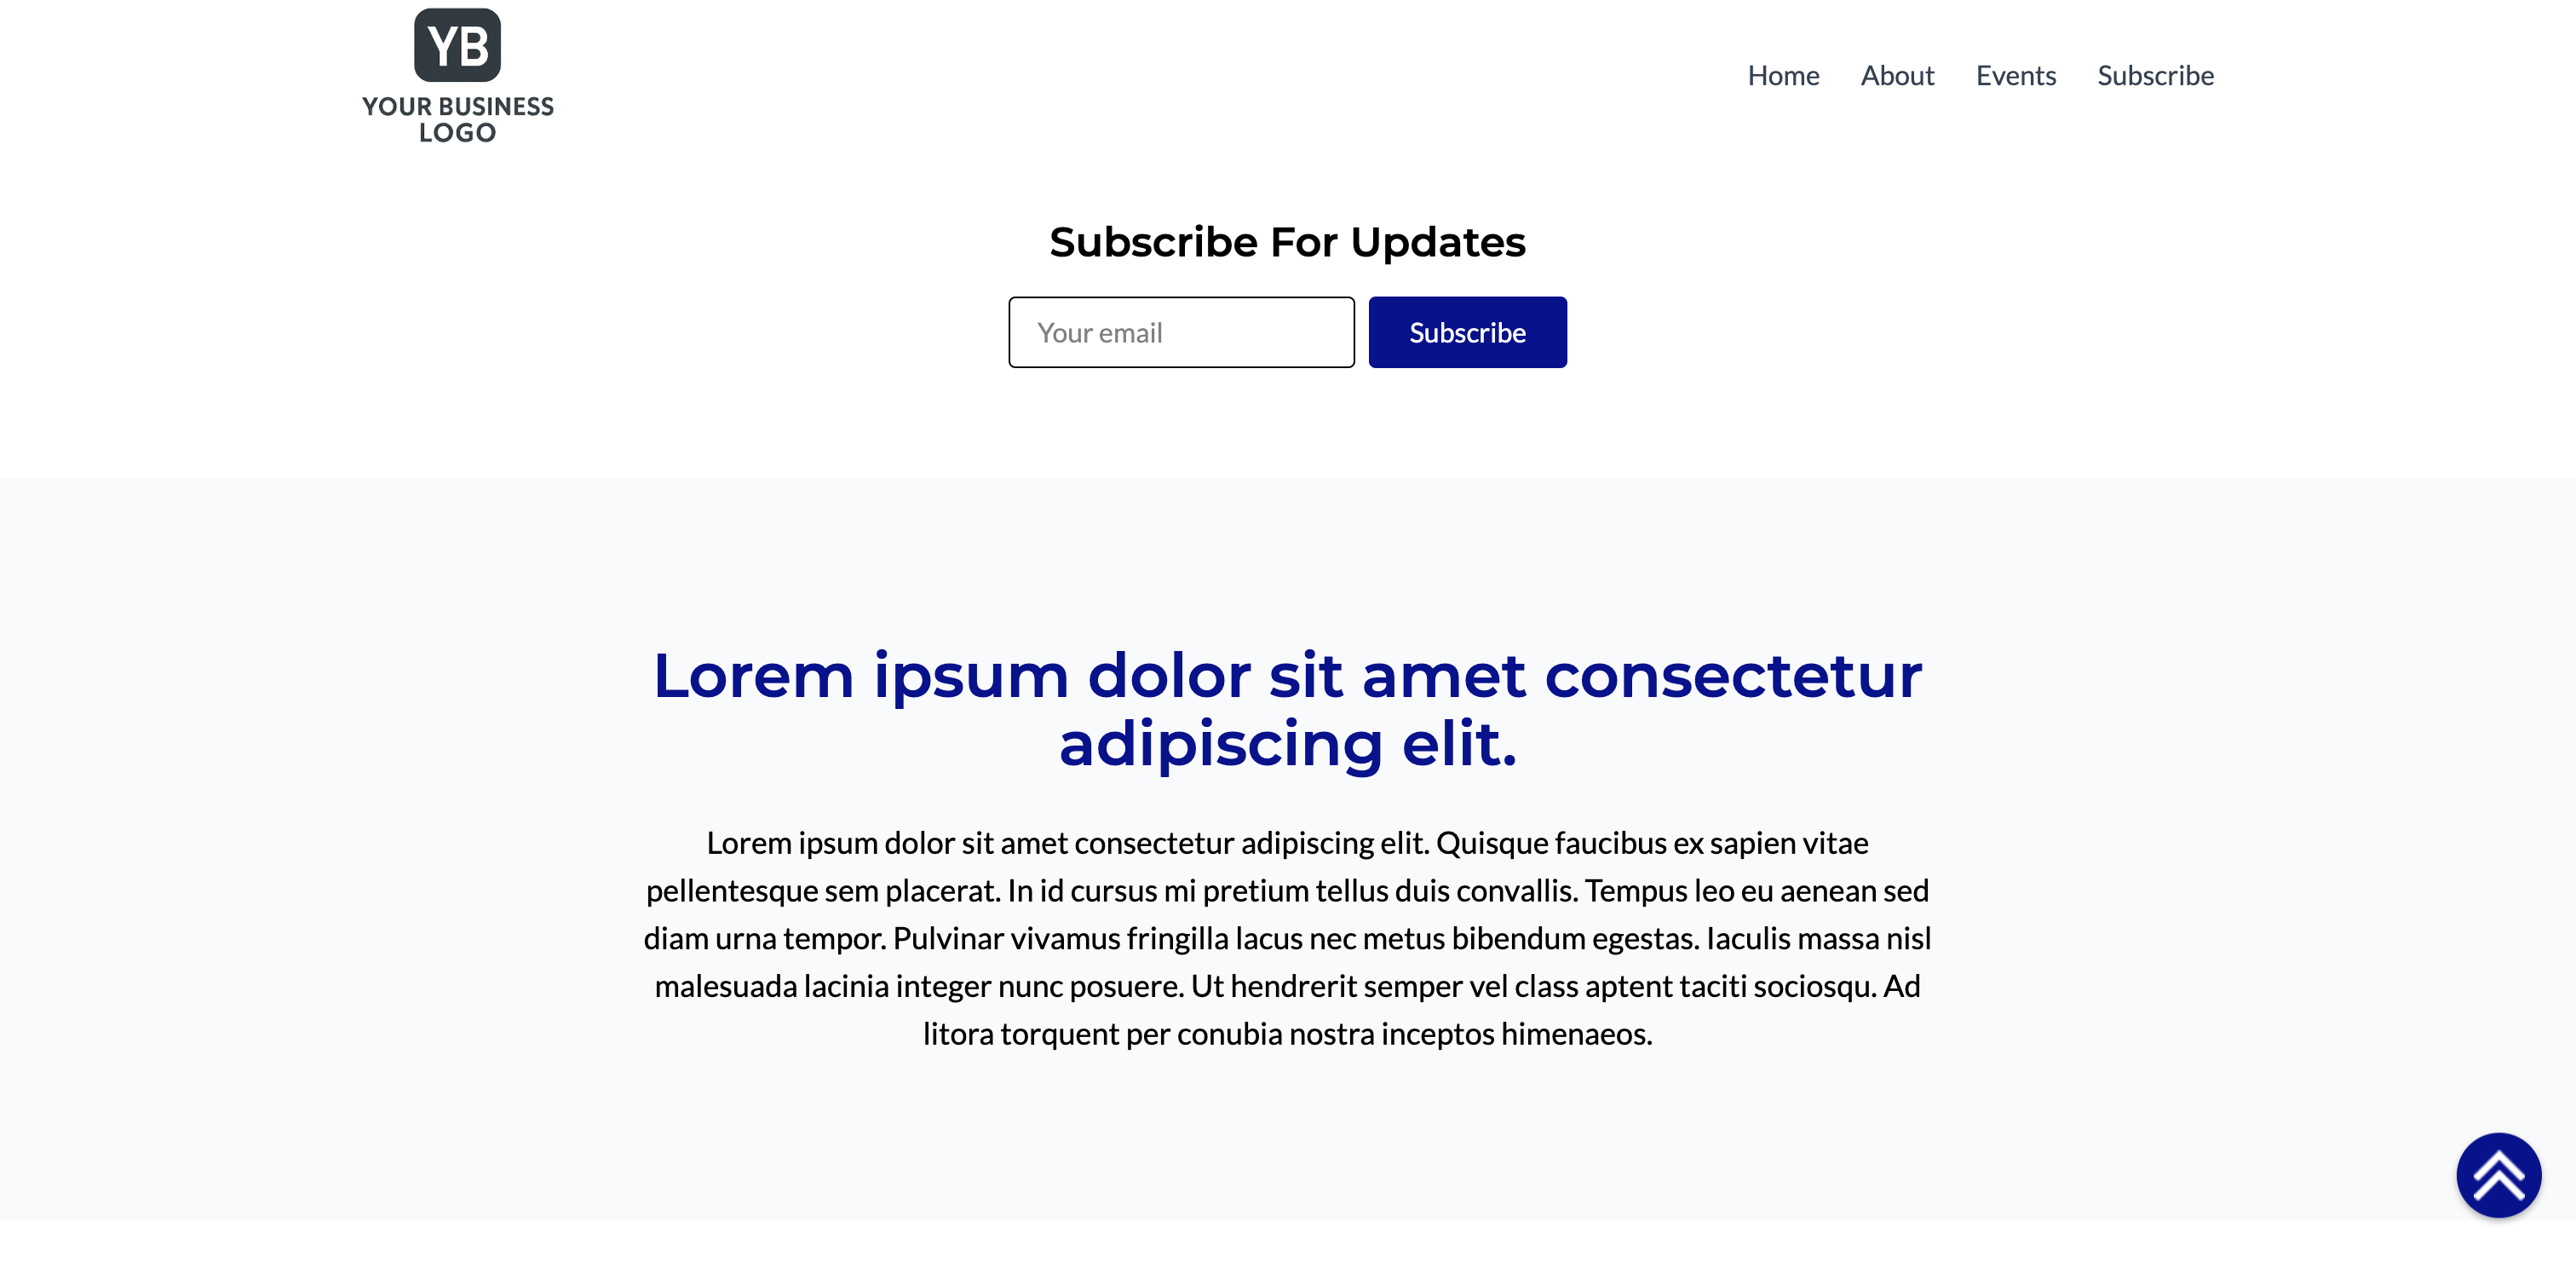 YB
YOUR BUSINESS
LOGO
Home About Events Subscribe
Subscribe For Updates
Your email Subscribe
Lorem ipsum dolor sit amet consectetur
adipiscing elit.
Lorem ipsum dolor sit amet consectetur adipiscing elit. Quisque faucibus ex sapien vitae
pellentesque sem placerat. In id cursus mi pretium tellus duis convallis. Tempus leo eu aenean sed
diam urna tempor. Pulvinar vivamus fringilla lacus nec metus bibendum egestas. Iaculis massa nisl
malesuada lacinia integer nunc posuere. Ut hendrerit semper vel class aptent taciti sociosqu. Ad
litora torquent per conubia nostra inceptos himenaeos.